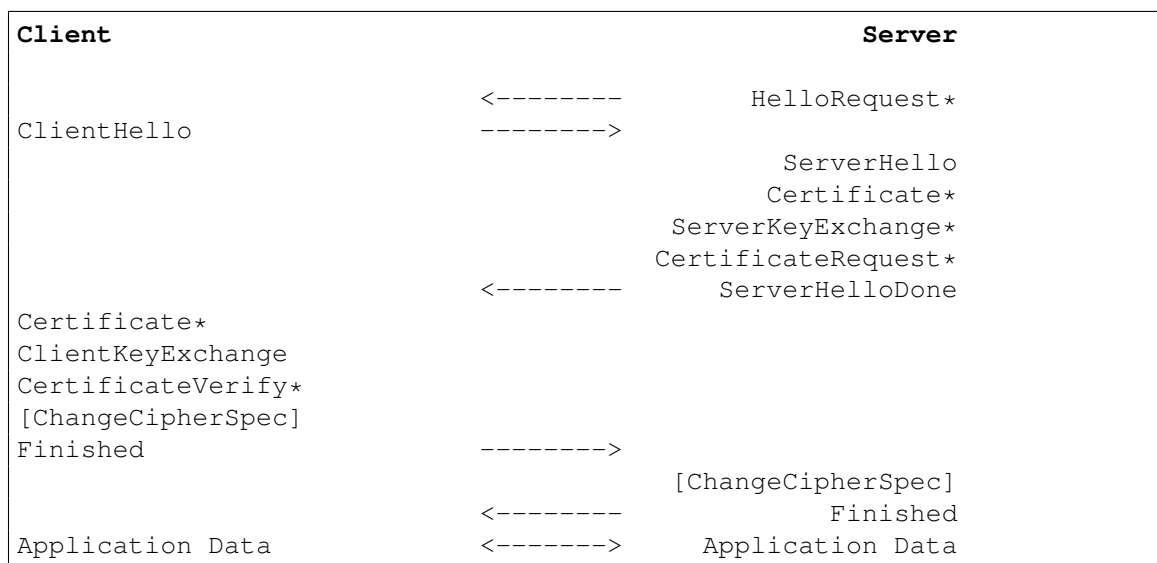 Client Server
<-------- HelloRequest*
ClientHello -------->
ServerHello
Certificate*
ServerKeyExchange*
CertificateRequest*
<-------- ServerHelloDone
Certificate*
ClientKeyExchange
CertificateVerify*
[ChangeCipherSpec]
Finished -------->
[ChangeCipherSpec]
<-------- Finished
Application Data <-------> Application Data